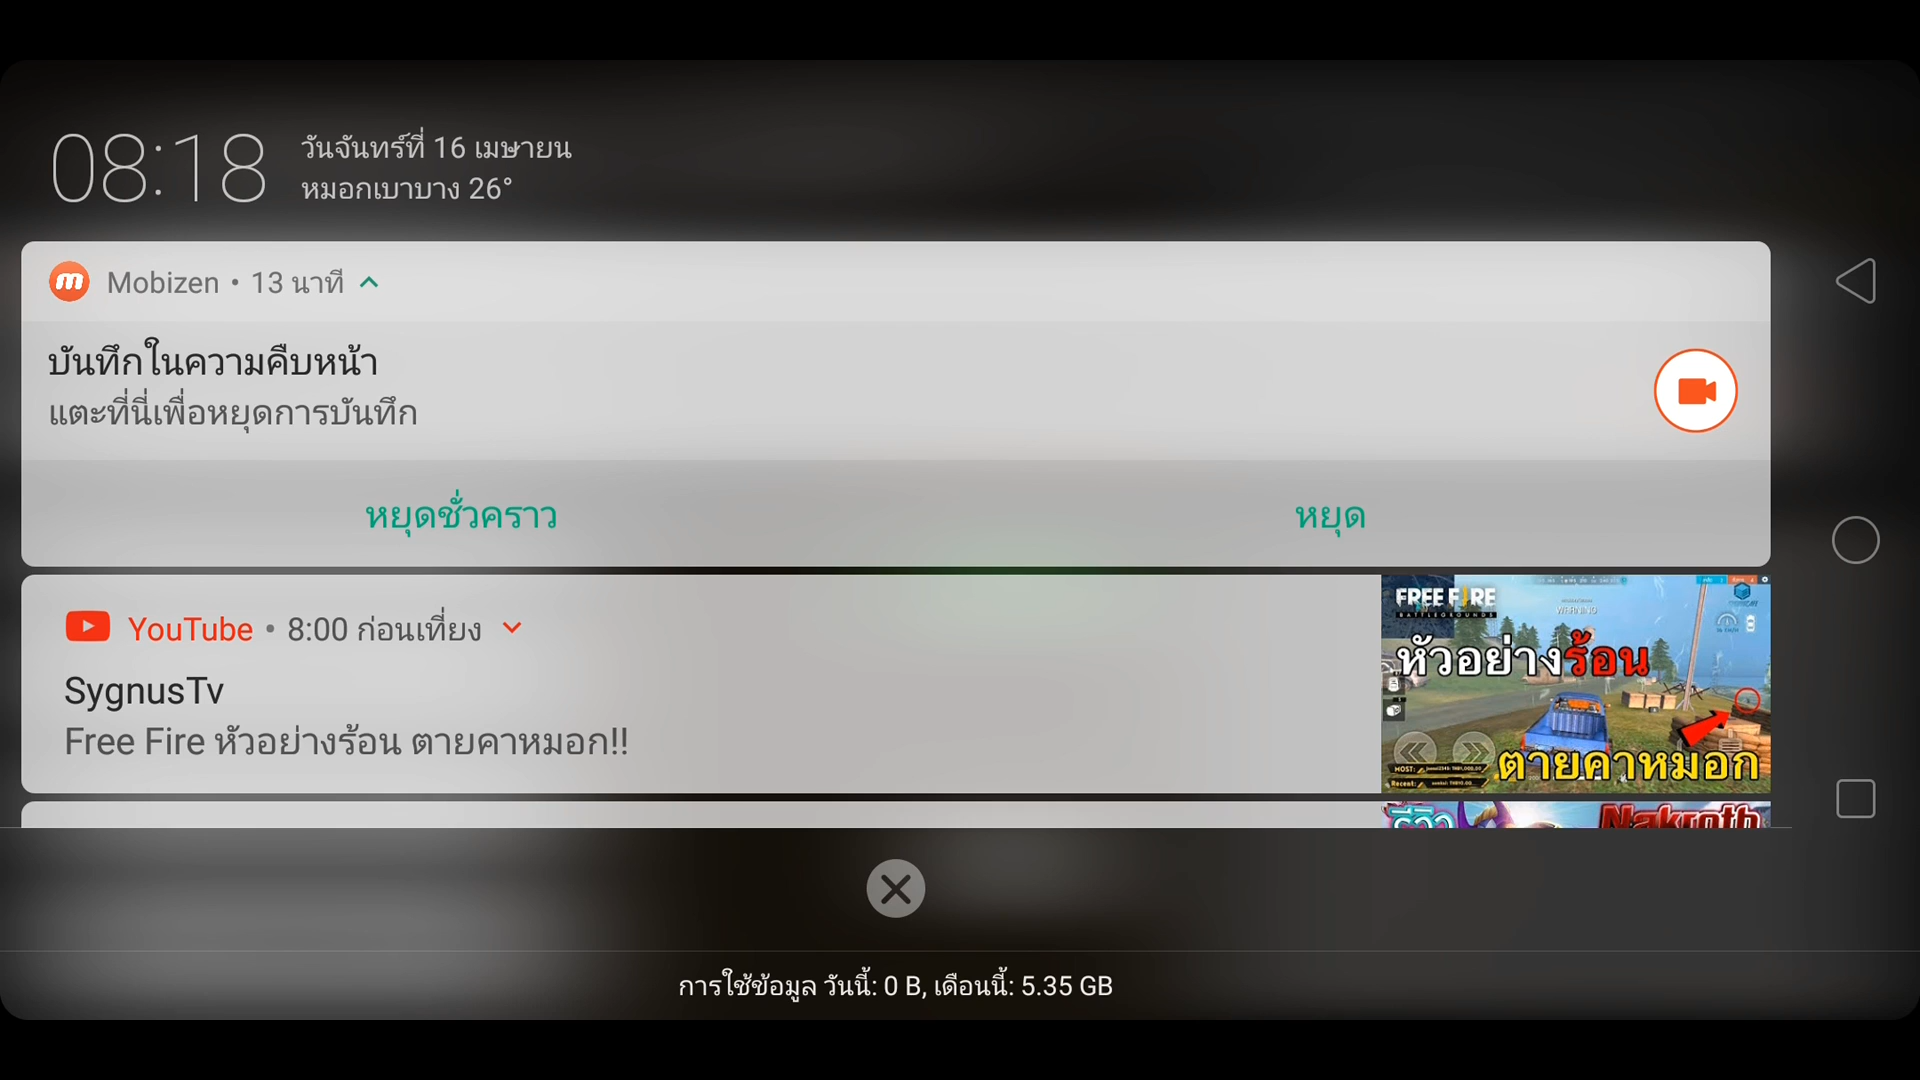 08:18
วันจันทร์ที่ 16 เมษายน
หมอกเบาบาง 26°
Mobizen • 13 นาที
บันทึกในความคืบหน้า
แตะที่นี่เพื่อหยุดการบันทึก
หยุดชั่วคราว
หยุด
YouTube • 8:00 ก่อนเที่ยง
SygnusTv
Free Fire หัวอย่างร้อน ตายคาหมอก!!
FREE FIRE
BATTLEGROUNDS
WARNING
หัวอย่างร้อน
ตายคาหมอก
รีวิว
Nakroth
การใช้ข้อมูล วันนี้: 0 B, เดือนนี้: 5.35 GB